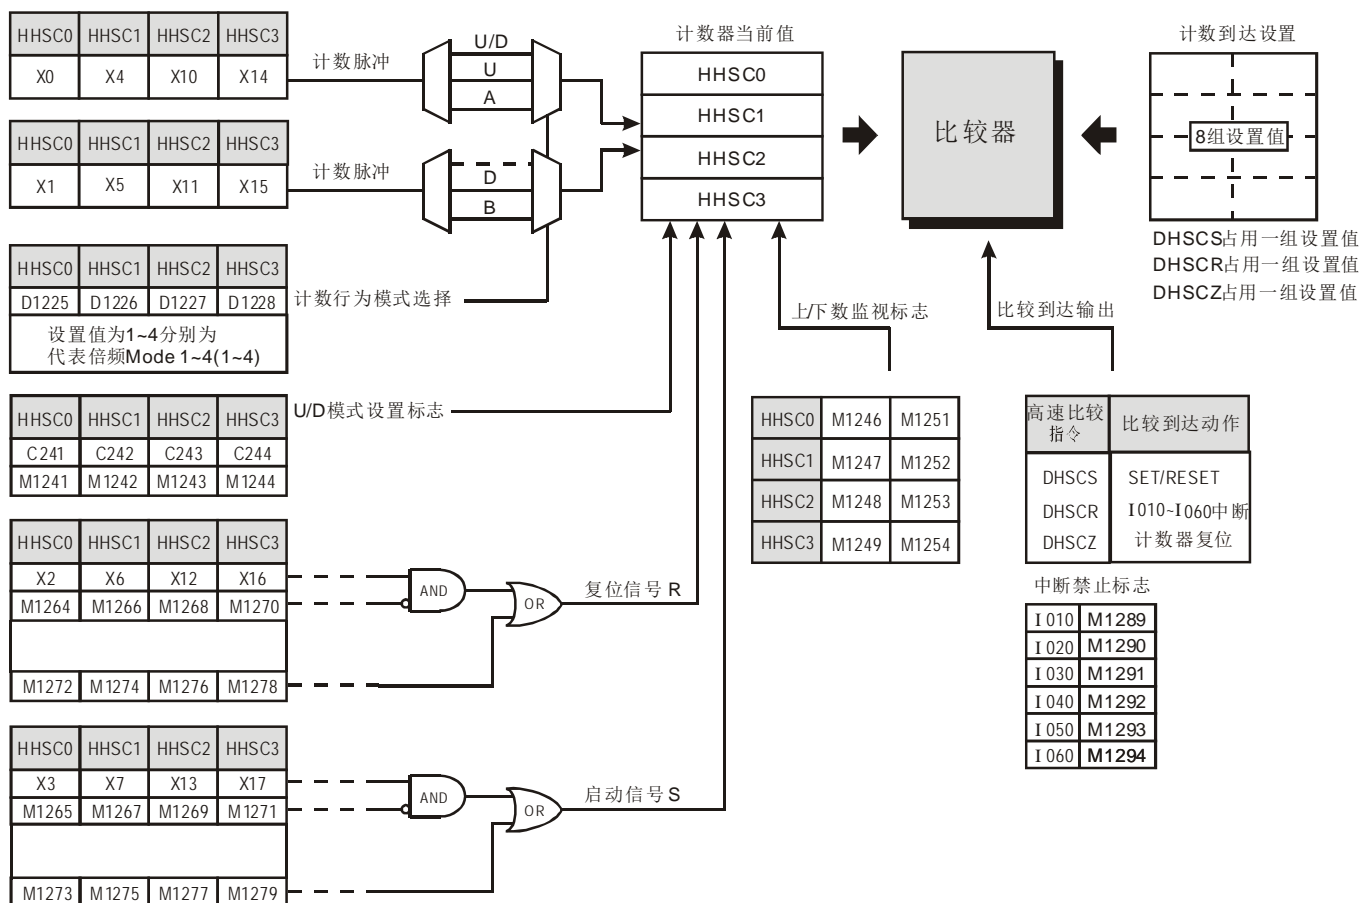 HHSC0 HHSC1 HHSC2 HHSC3
X0 X4 X10 X14
计数脉冲
U/D
U
A
HHSC0 HHSC1 HHSC2 HHSC3
X1 X5 X11 X15
计数脉冲
D
B
HHSC0 HHSC1 HHSC2 HHSC3
D1225 D1226 D1227 D1228
设置值为1~4分别为
代表倍频Mode 1~4(1~4)
计数行为模式选择
HHSC0 HHSC1 HHSC2 HHSC3
C241 C242 C243 C244
M1241 M1242 M1243 M1244
U/D模式设置标志
HHSC0 HHSC1 HHSC2 HHSC3
X2 X6 X12 X16
M1264 M1266 M1268 M1270
M1272 M1274 M1276 M1278
AND
OR
复位信号 R
HHSC0 HHSC1 HHSC2 HHSC3
X3 X7 X13 X17
M1265 M1267 M1269 M1271
M1273 M1275 M1277 M1279
AND
OR
启动信号 S
计数器当前值
HHSC0
HHSC1
HHSC2
HHSC3
比较器
计数到达设置
8组设置值
DHSCS占用一组设置值
DHSCR占用一组设置值
DHSCZ占用一组设置值
上/下数监视标志
比较到达输出
HHSC0 M1246 M1251
HHSC1 M1247 M1252
HHSC2 M1248 M1253
HHSC3 M1249 M1254
高速比较指令 比较到达动作
DHSCS SET/RESET
DHSCR I010~I060中断
DHSCZ 计数器复位
中断禁止标志
I010 M1289
I020 M1290
I030 M1291
I040 M1292
I050 M1293
I060 M1294